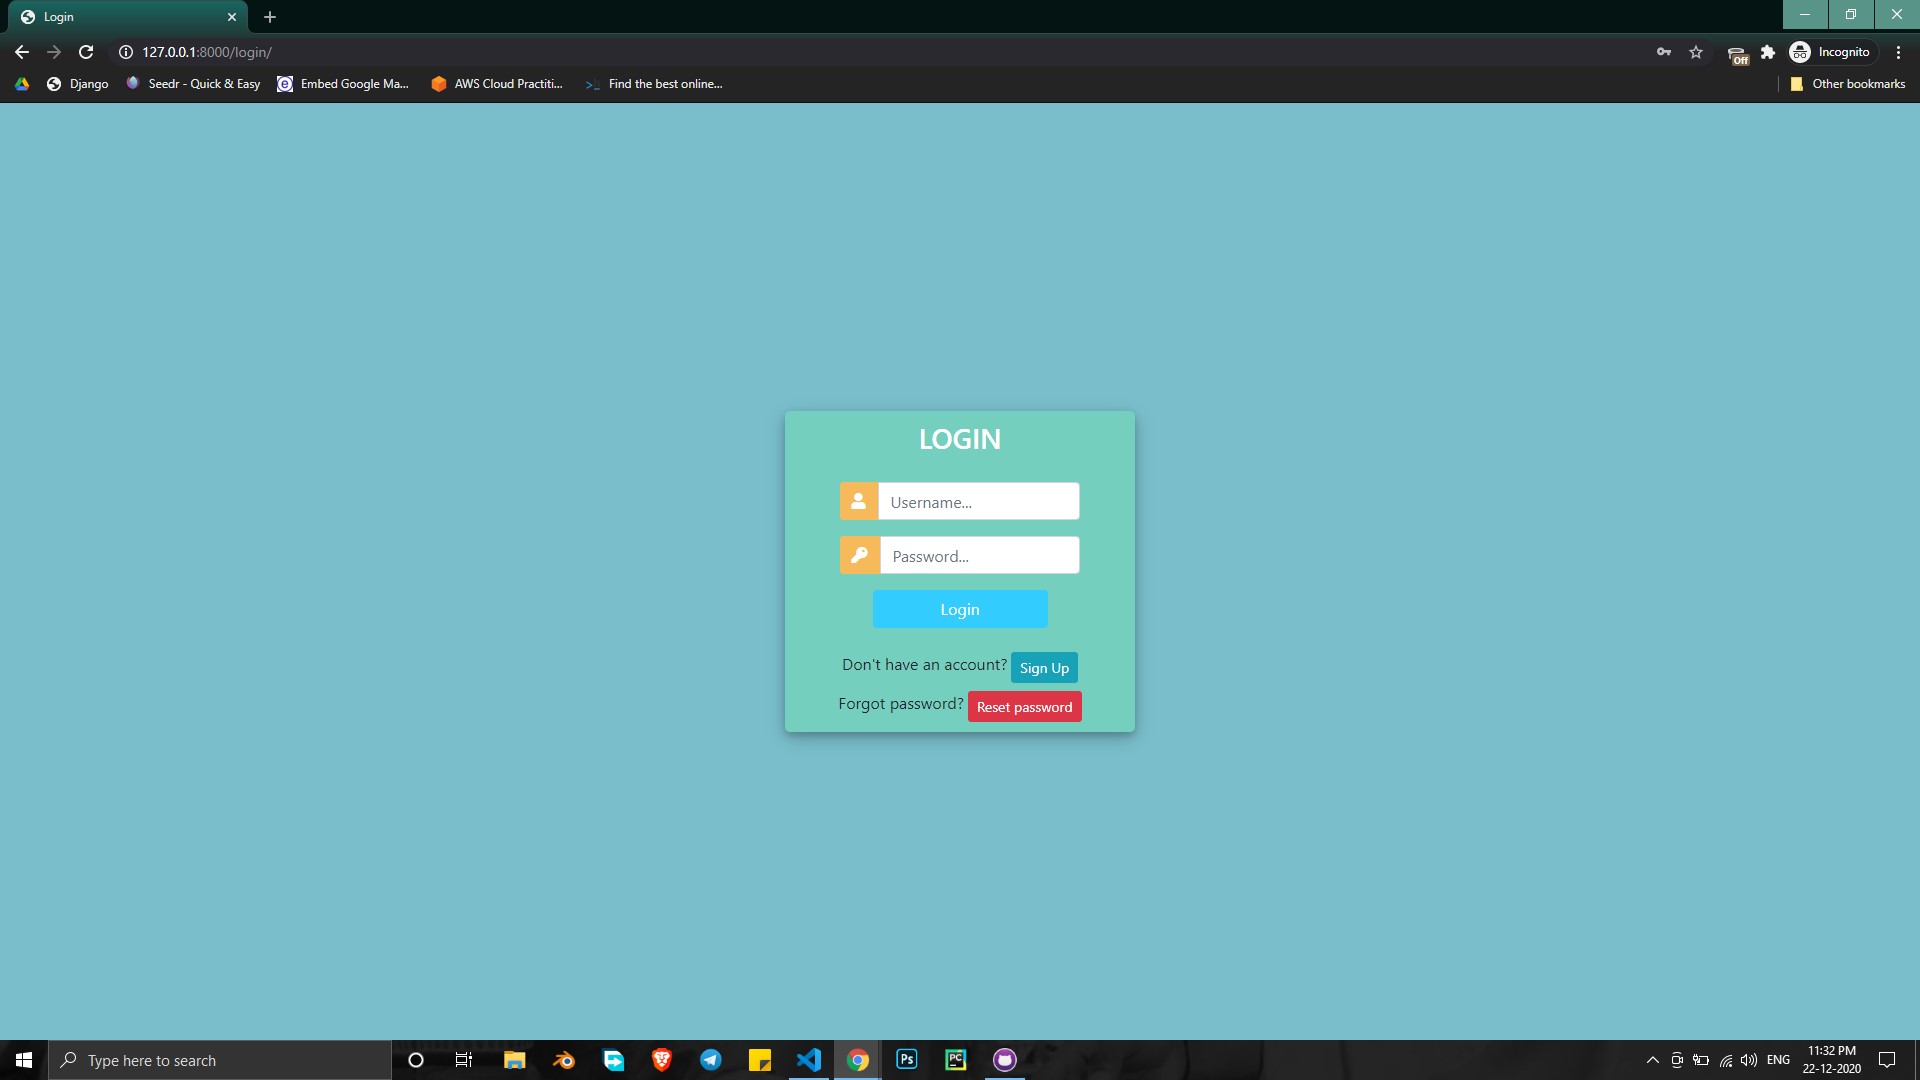 Login
127.0.0.1:8000/login/
Off
Incognito
Django
Seedr - Quick & Easy
Embed Google Ma...
AWS Cloud Practiti...
Find the best online...
Other bookmarks
LOGIN
Username...
Password...
Login
Don't have an account? Sign Up
Forgot password? Reset password
Type here to search
Ps
PC
ENG
11:32 PM
22-12-2020